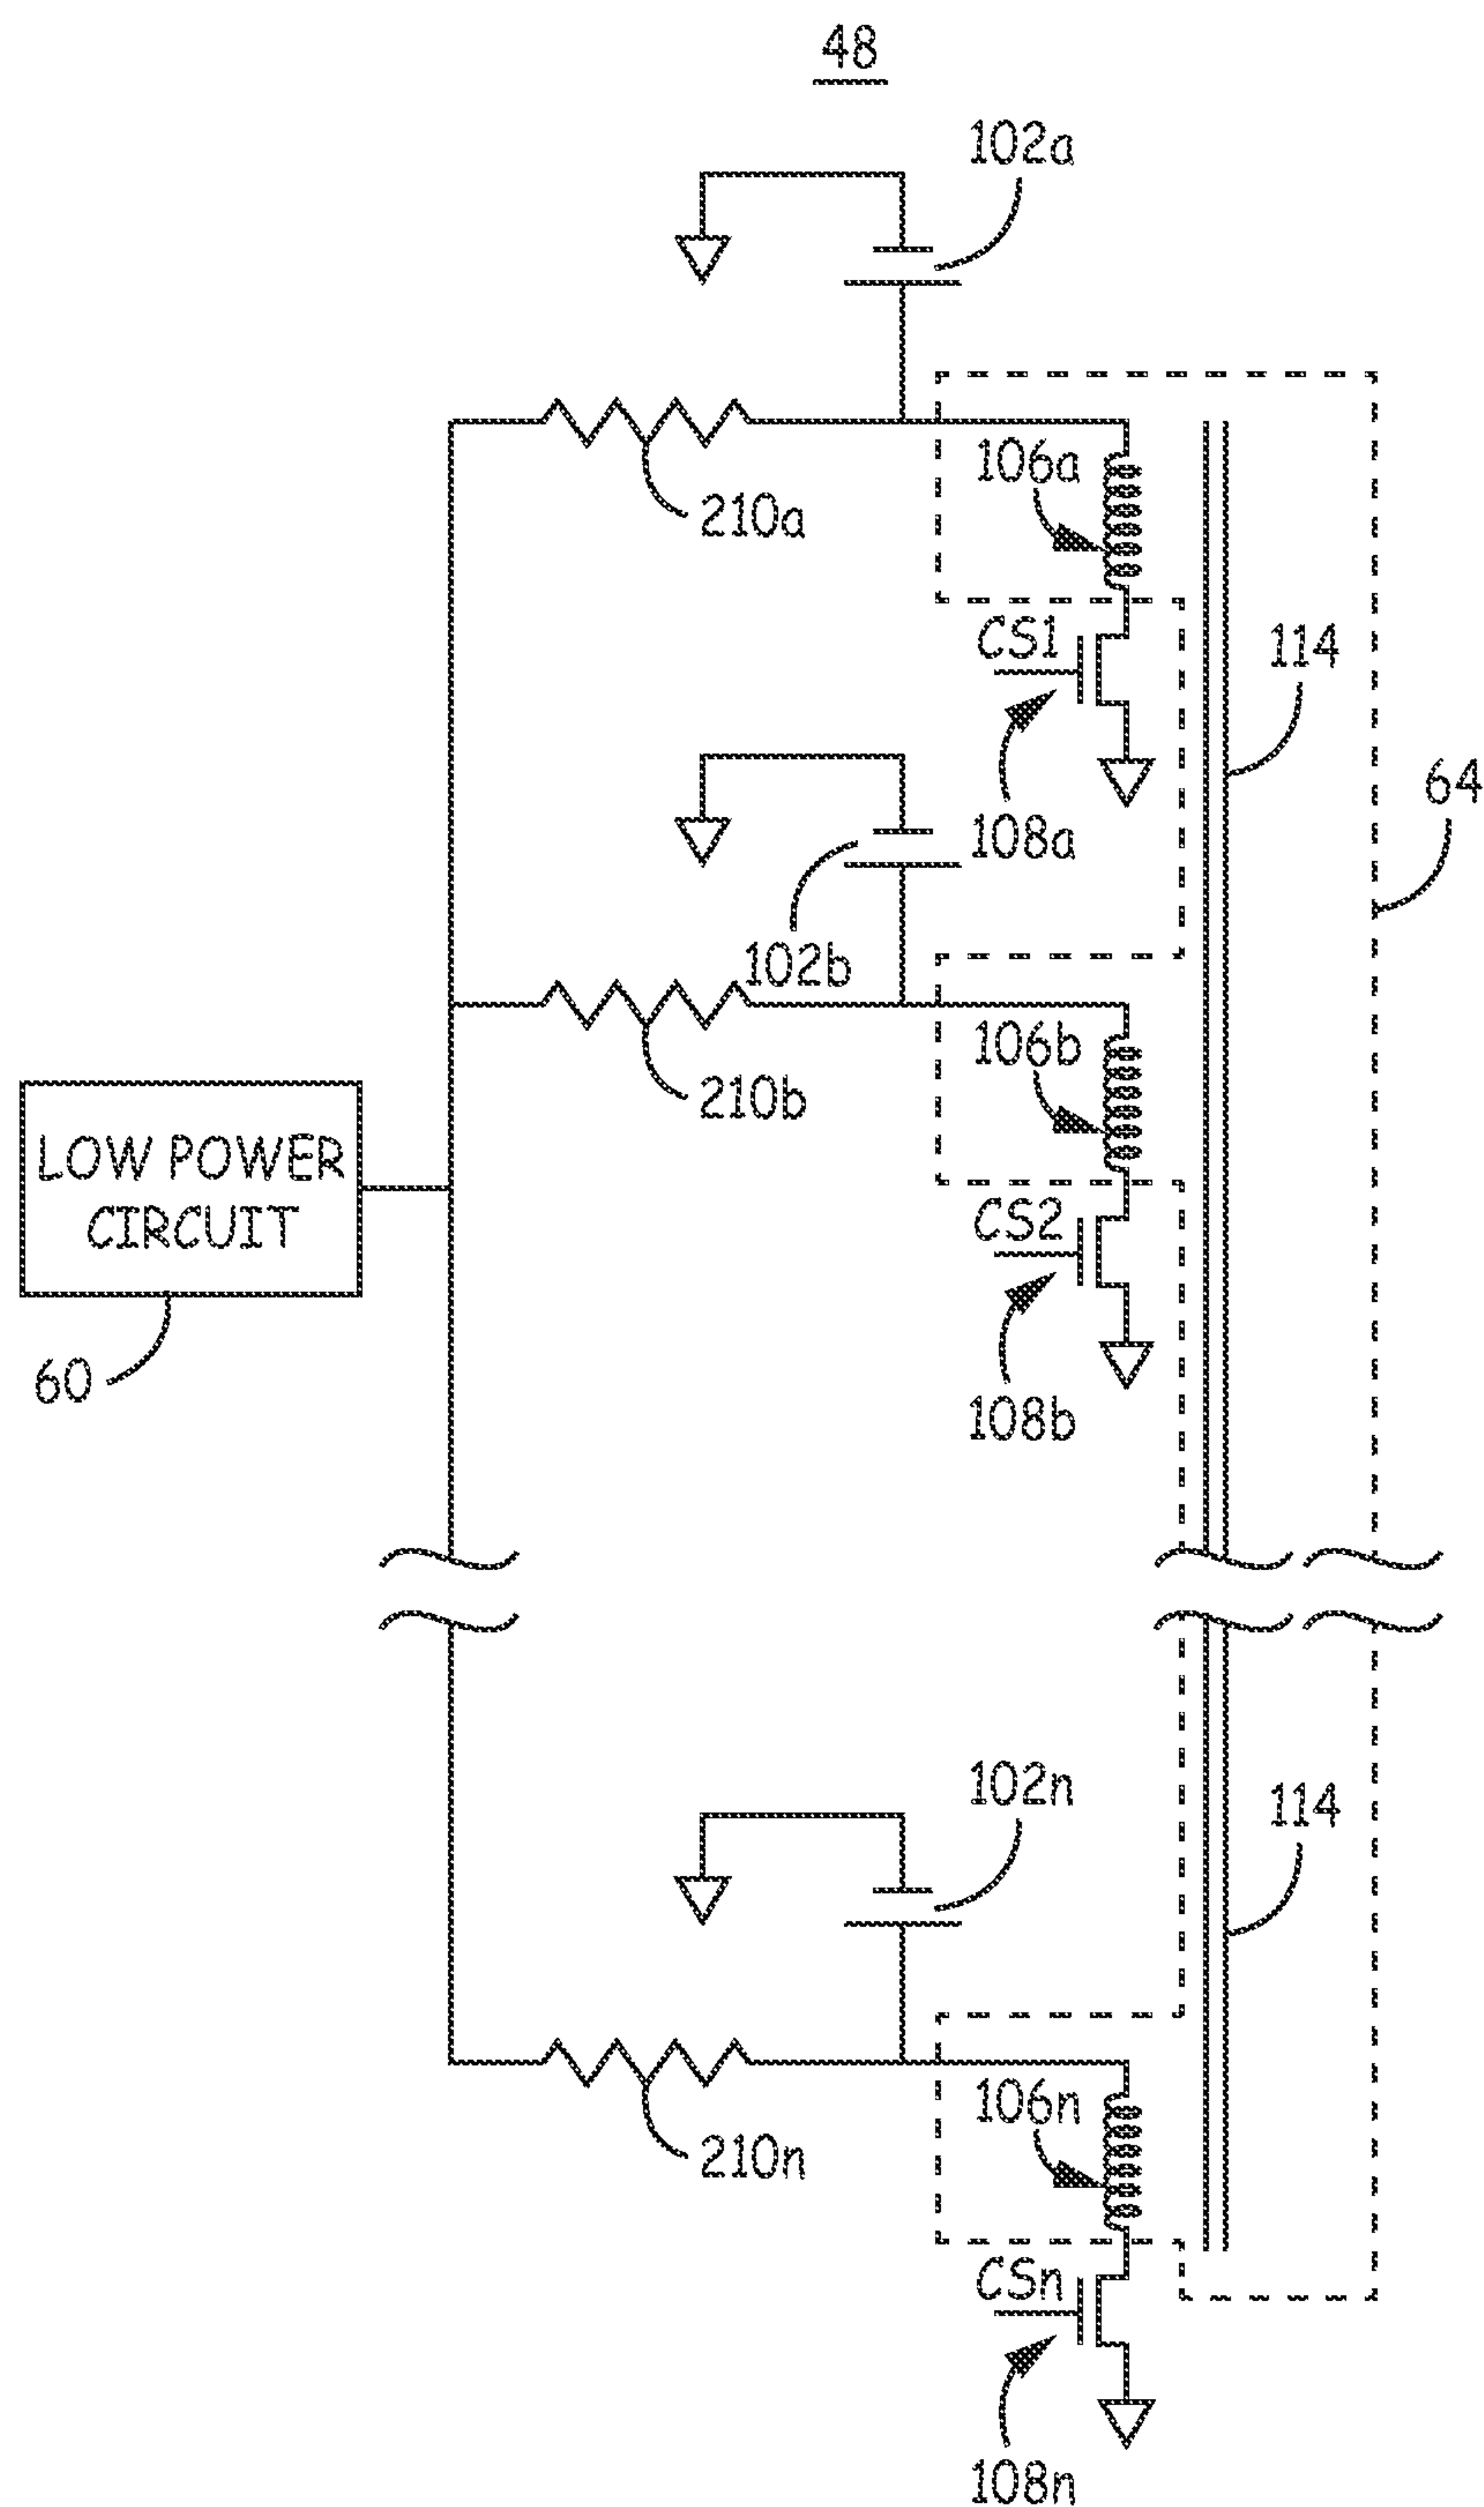 48
102a
106a
210a
CS1
114
64
108a
102b
106b
210b
LOW POWER
CIRCUIT
CS2
60
108b
102n
114
106n
210n
CSn
108n